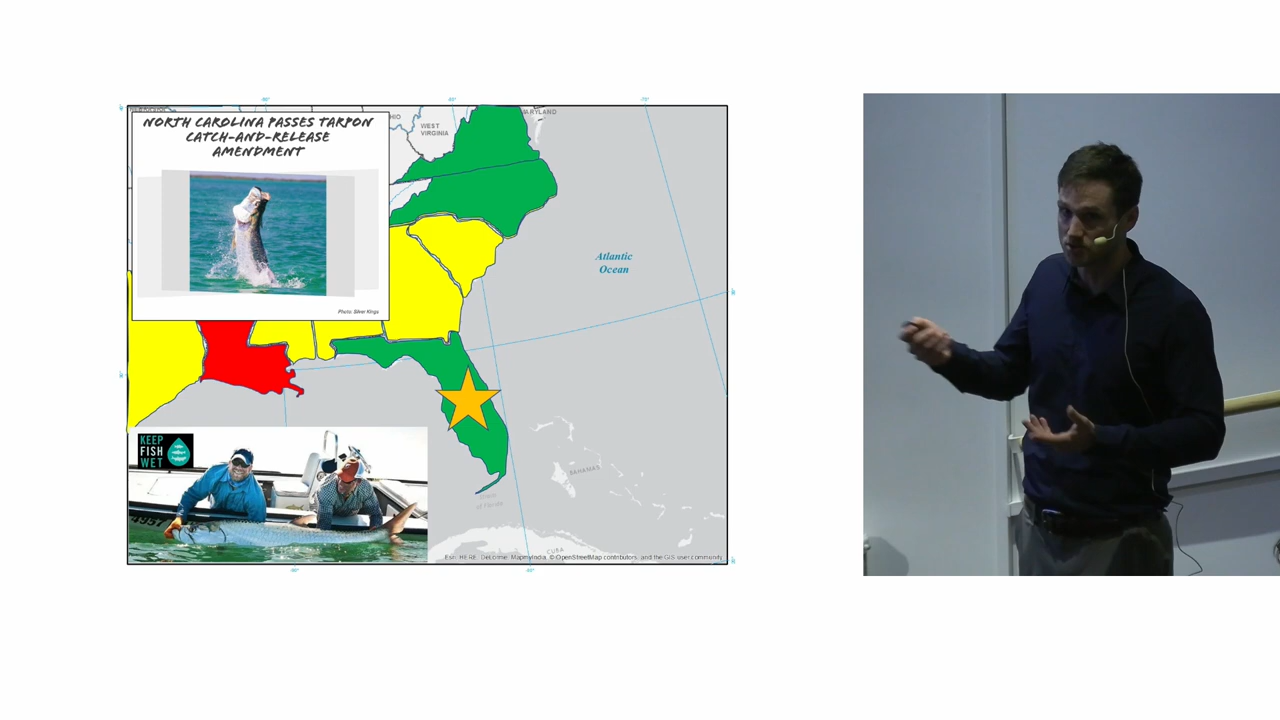 NORTH CAROLINA PASSES TARPON
CATCH-AND-RELEASE
AMENDMENT
Photo: Silver Kings
WEST
VIRGINIA
MARYLAND
Atlantic
Ocean
BAHAMAS
CUBA
KEEP
FISH
WET
4957
Esri, HERE, DeLorme, MapmyIndia, © OpenStreetMap contributors, and the GIS user community